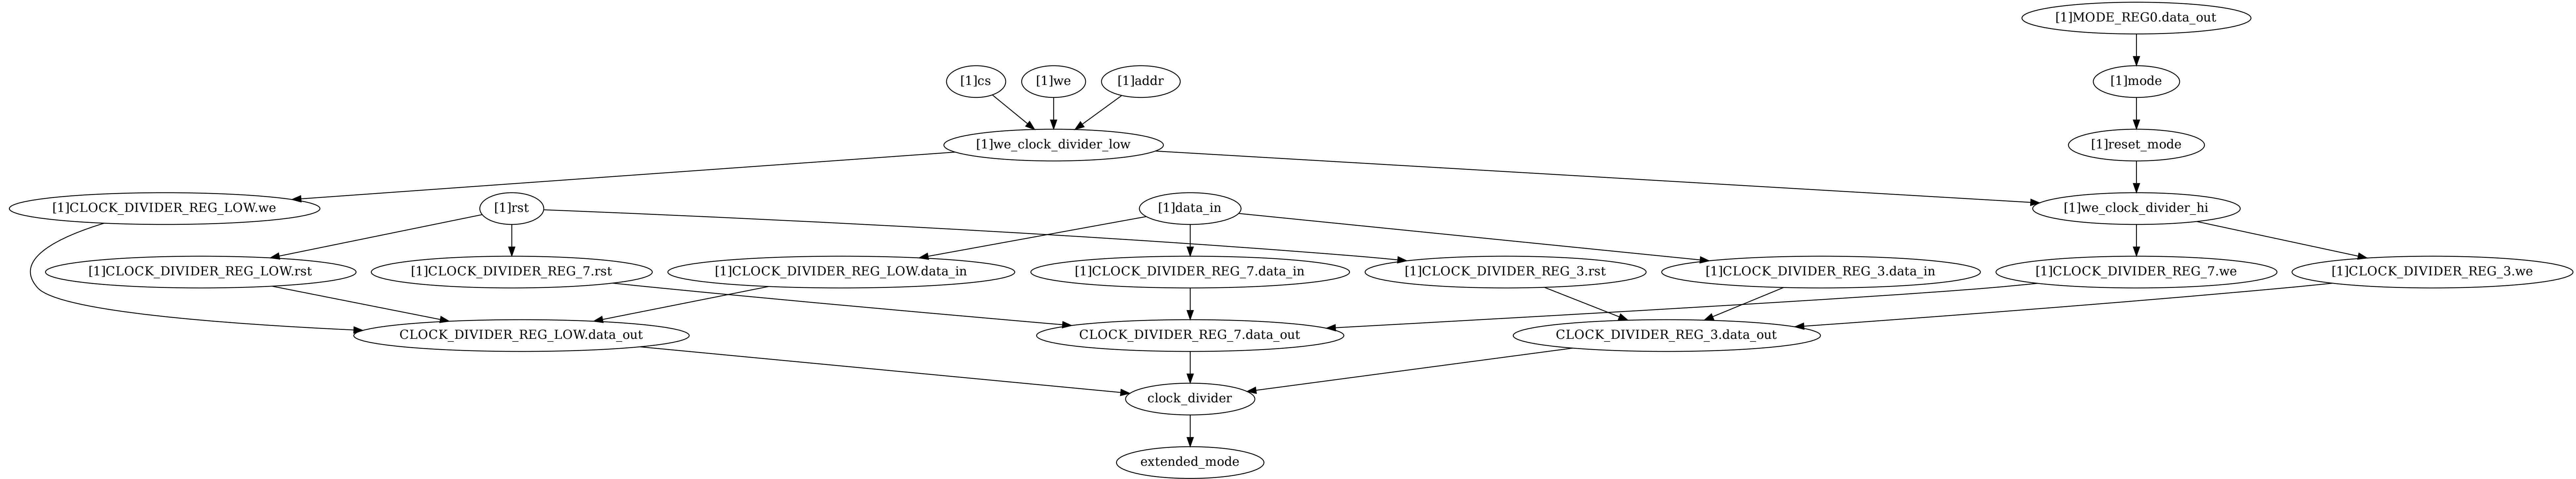 [1]MODE_REG0.data_out
[1]cs
[1]we
[1]addr
[1]mode
[1]we_clock_divider_low
[1]reset_mode
[1]CLOCK_DIVIDER_REG_LOW.we
[1]rst
[1]data_in
[1]we_clock_divider_hi
[1]CLOCK_DIVIDER_REG_LOW.rst
[1]CLOCK_DIVIDER_REG_7.rst
[1]CLOCK_DIVIDER_REG_LOW.data_in
[1]CLOCK_DIVIDER_REG_7.data_in
[1]CLOCK_DIVIDER_REG_3.rst
[1]CLOCK_DIVIDER_REG_3.data_in
[1]CLOCK_DIVIDER_REG_7.we
[1]CLOCK_DIVIDER_REG_3.we
CLOCK_DIVIDER_REG_LOW.data_out
CLOCK_DIVIDER_REG_7.data_out
CLOCK_DIVIDER_REG_3.data_out
clock_divider
extended_mode